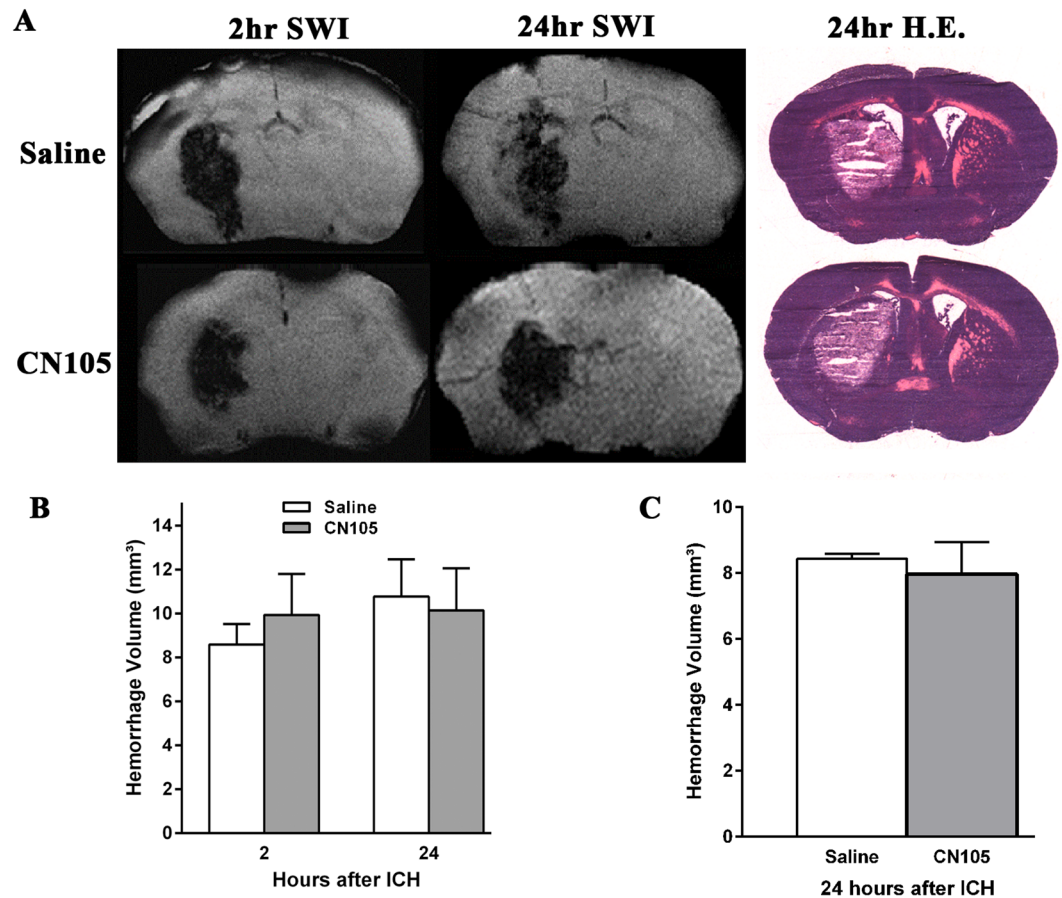 A
2hr SWI
24hr SWI
24hr H.E.
Saline
CN105
B
Saline
CN105
Hemorrhage Volume (mm³)
14
12
10
8
6
4
2
0
2
24
Hours after ICH
C
Hemorrhage Volume (mm³)
10
8
6
4
2
0
Saline
CN105
24 hours after ICH